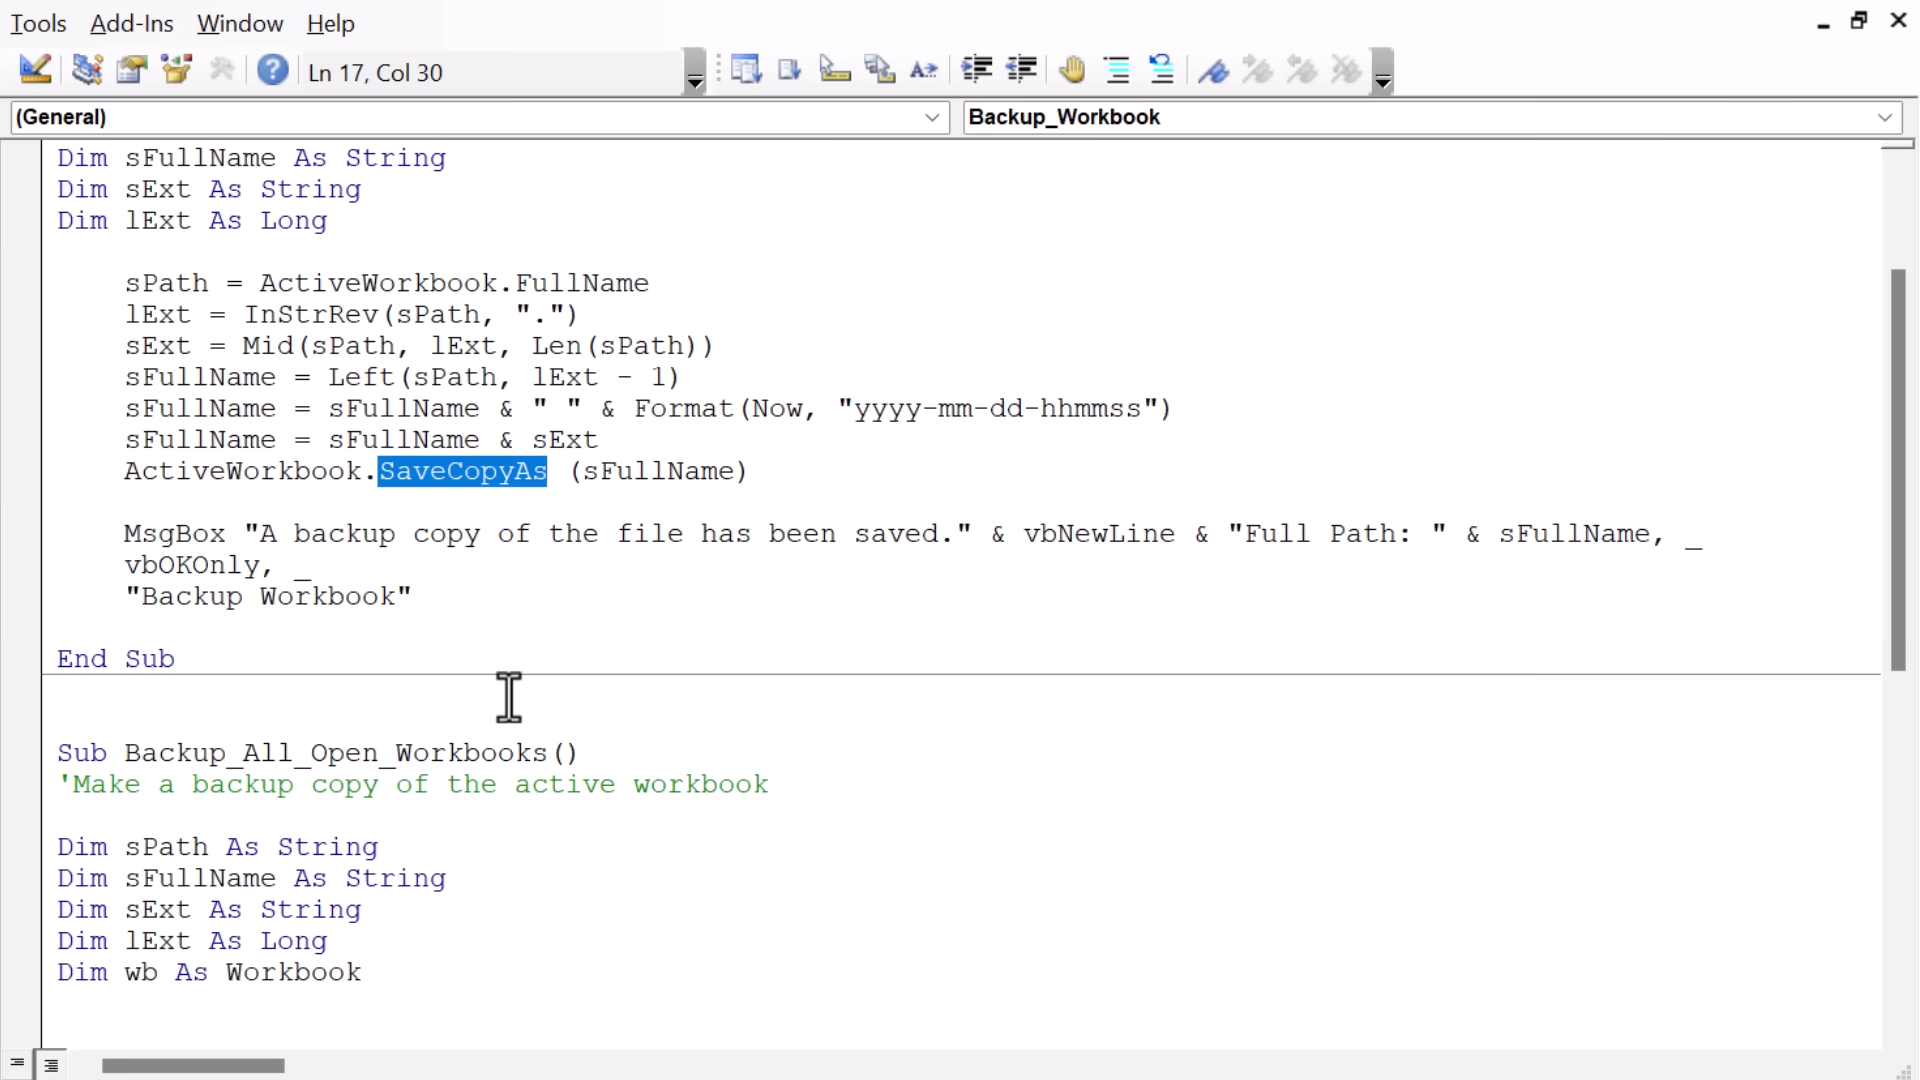 Tools Add-Ins Window Help
Ln 17, Col 30
(General) Backup_Workbook
Dim sFullName As String
Dim sExt As String
Dim lExt As Long
sPath = ActiveWorkbook.FullName
lExt = InStrRev(sPath, ".")
sExt = Mid(sPath, lExt, Len(sPath))
sFullName = Left(sPath, lExt - 1)
sFullName = sFullName & " " & Format(Now, "yyyy-mm-dd-hhmmss")
sFullName = sFullName & sExt
ActiveWorkbook.SaveCopyAs (sFullName)
MsgBox "A backup copy of the file has been saved." & vbNewLine & "Full Path: " & sFullName, _
vbOKOnly, _
"Backup Workbook"
End Sub
Sub Backup_All_Open_Workbooks()
'Make a backup copy of the active workbook
Dim sPath As String
Dim sFullName As String
Dim sExt As String
Dim lExt As Long
Dim wb As Workbook